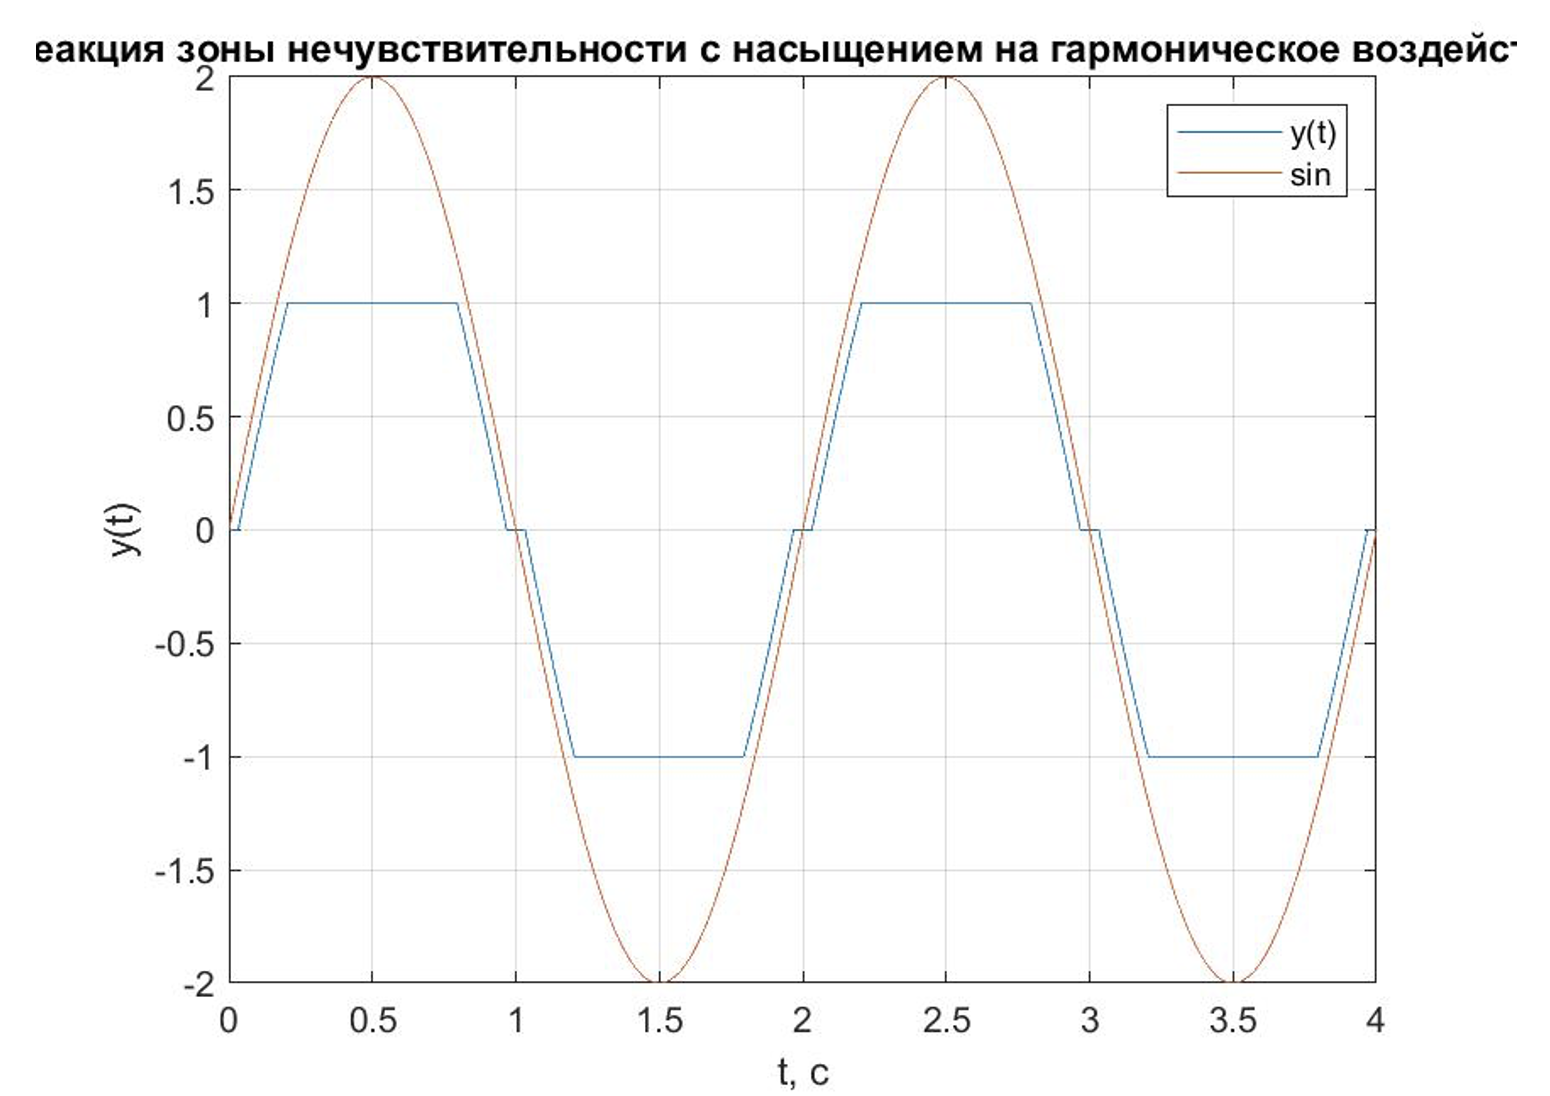 еакция зоны нечувствительности с насыщением на гармоническое воздейст
2
1.5
1
0.5
0
-0.5
-1
-1.5
-2
y(t)
y(t)
sin
0 0.5 1 1.5 2 2.5 3 3.5 4
t, с